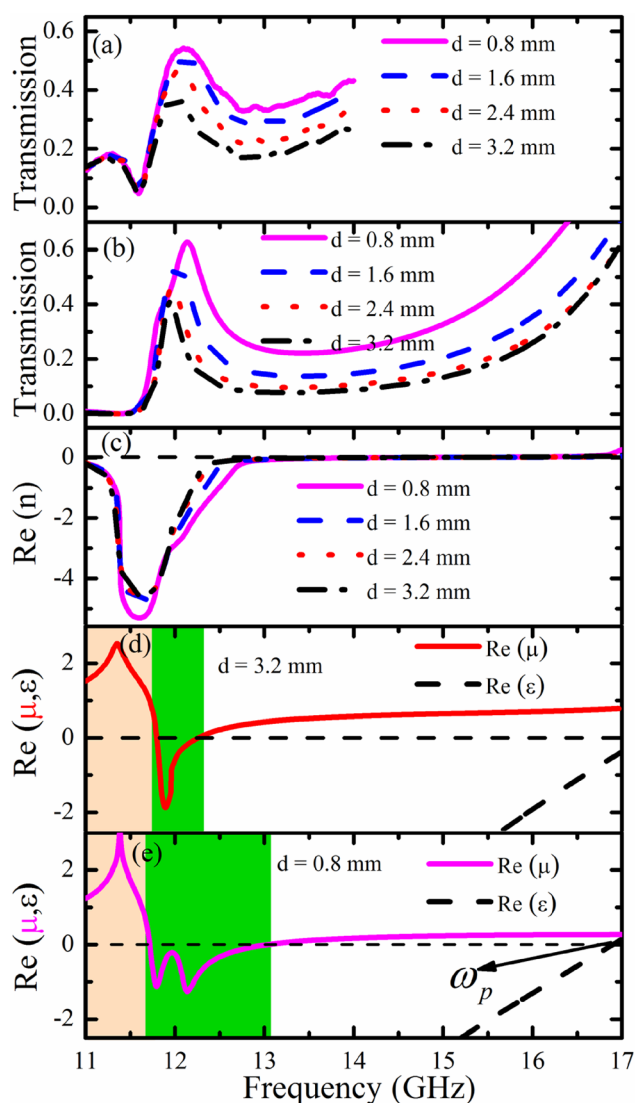 (a)
Transmission
0.6
0.4
0.2
0.0
d = 0.8 mm
d = 1.6 mm
d = 2.4 mm
d = 3.2 mm
(b)
Transmission
0.6
0.4
0.2
0.0
d = 0.8 mm
d = 1.6 mm
d = 2.4 mm
d = 3.2 mm
(c)
Re (n)
0
-2
-4
d = 0.8 mm
d = 1.6 mm
d = 2.4 mm
d = 3.2 mm
(d)
Re (μ,ε)
2
0
-2
d = 3.2 mm
Re (μ)
Re (ε)
(e)
Re (μ,ε)
2
0
-2
d = 0.8 mm
Re (μ)
Re (ε)
ωp
11 12 13 14 15 16 17
Frequency (GHz)